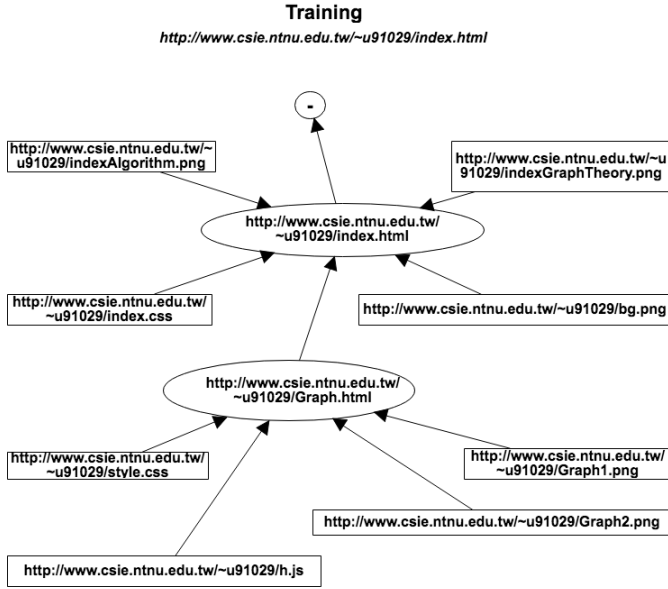 Training
http://www.csie.ntnu.edu.tw/~u91029/index.html
-
http://www.csie.ntnu.edu.tw/~
u91029/indexAlgorithm.png
http://www.csie.ntnu.edu.tw/~u
91029/indexGraphTheory.png
http://www.csie.ntnu.edu.tw/
~u91029/index.html
http://www.csie.ntnu.edu.tw/
~u91029/index.css
http://www.csie.ntnu.edu.tw/~u91029/bg.png
http://www.csie.ntnu.edu.tw/
~u91029/Graph.html
http://www.csie.ntnu.edu.tw/
~u91029/style.css
http://www.csie.ntnu.edu.tw/
~u91029/Graph1.png
http://www.csie.ntnu.edu.tw/~u91029/Graph2.png
http://www.csie.ntnu.edu.tw/~u91029/h.js